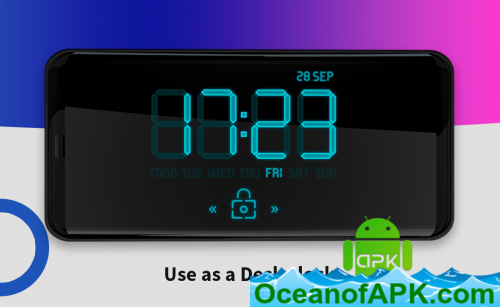 28 SEP
17:23
MON TUE WED THU FRI SAT SUN
« »
Use as a Desk
apk
OceanofAPK.com